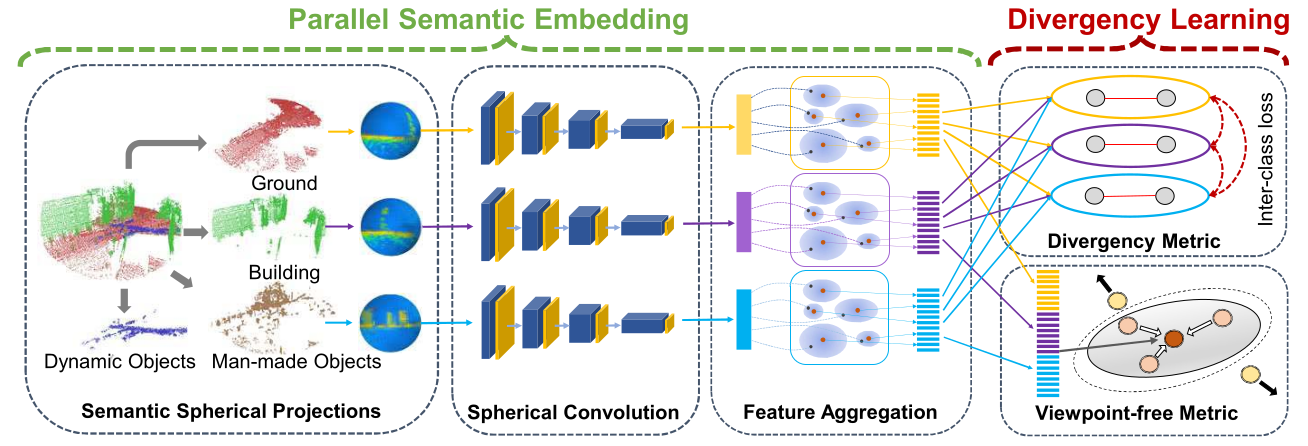 Parallel Semantic Embedding
Divergency Learning
Ground
Building
Dynamic Objects
Man-made Objects
Semantic Spherical Projections
Spherical Convolution
Feature Aggregation
Inter-class loss
Divergency Metric
Viewpoint-free Metric